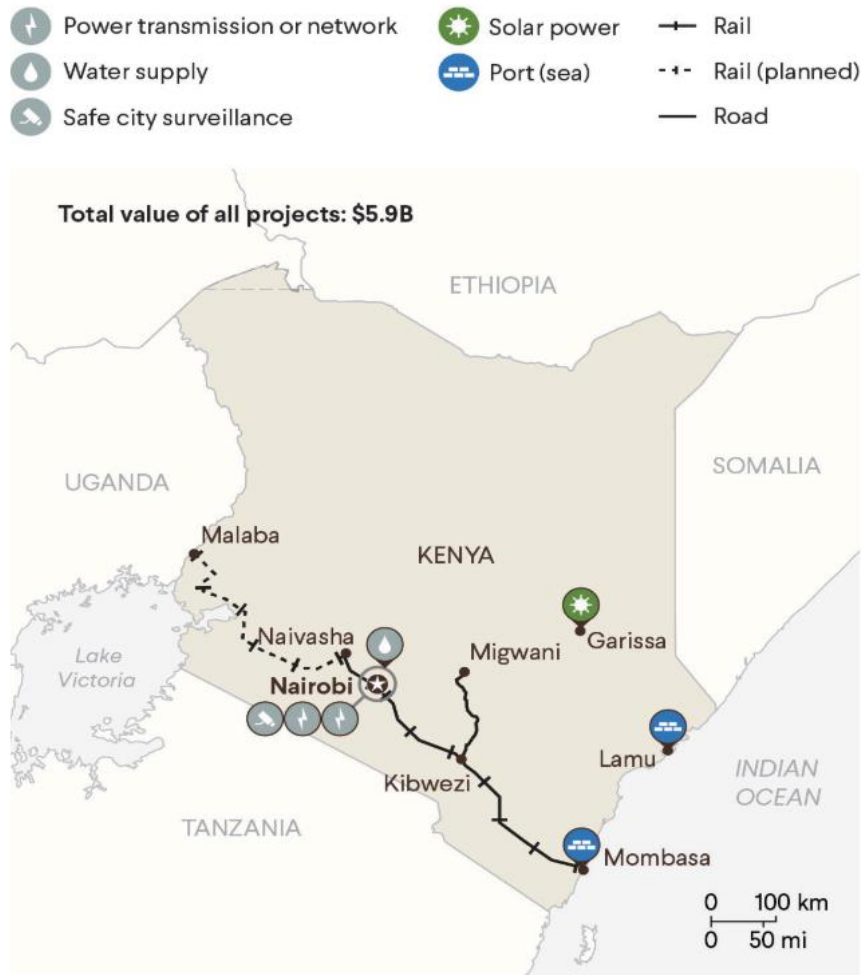 Power transmission or network
Solar power
Rail
Water supply
Port (sea)
Rail (planned)
Safe city surveillance
Road
Total value of all projects: $5.9B
ETHIOPIA
SOMALIA
UGANDA
Malaba
KENYA
Naivasha
Migwani
Garissa
Lake
Victoria
Nairobi
Lamu
INDIAN
OCEAN
Kibwezi
TANZANIA
Mombasa
0 100 km
0 50 mi